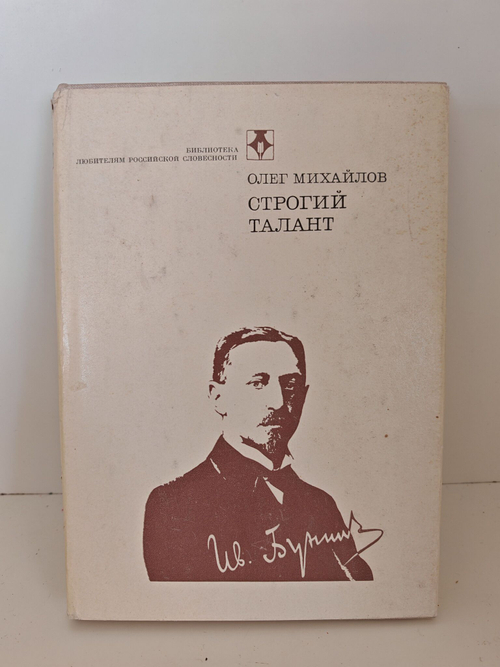 БИБЛИОТЕКА
ЛЮБИТЕЛЯМ РОССИЙСКОЙ СЛОВЕСНОСТИ
ОЛЕГ МИХАЙЛОВ
СТРОГИЙ
ТАЛАНТ
Ив. Бунин